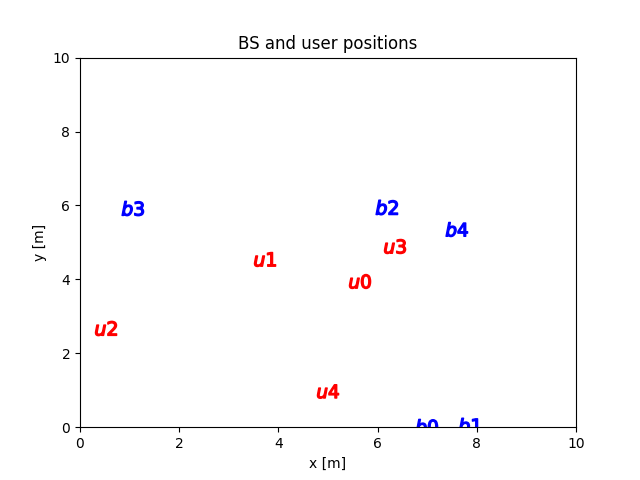 BS and user positions
10
8
6
4
2
0
y [m]
b3
b2
b4
u3
u1
u0
u2
u4
b0
b1
0 2 4 6 8 10
x [m]